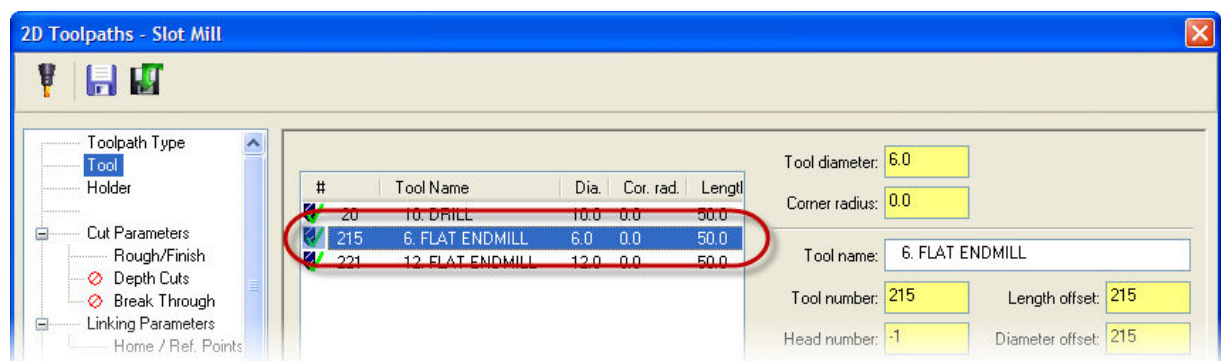 2D Toolpaths - Slot Mill
Toolpath Type
Tool
Holder
Cut Parameters
Rough/Finish
Depth Cuts
Break Through
Linking Parameters
Home / Ref. Points
# Tool Name Dia. Cor. rad. Lengtl
20 10. DRILL 10.0 0.0 50.0
215 6. FLAT ENDMILL 6.0 0.0 50.0
221 12. FLAT ENDMILL 12.0 0.0 50.0
Tool diameter: 6.0
Corner radius: 0.0
Tool name: 6. FLAT ENDMILL
Tool number: 215 Length offset: 215
Head number: -1 Diameter offset: 215